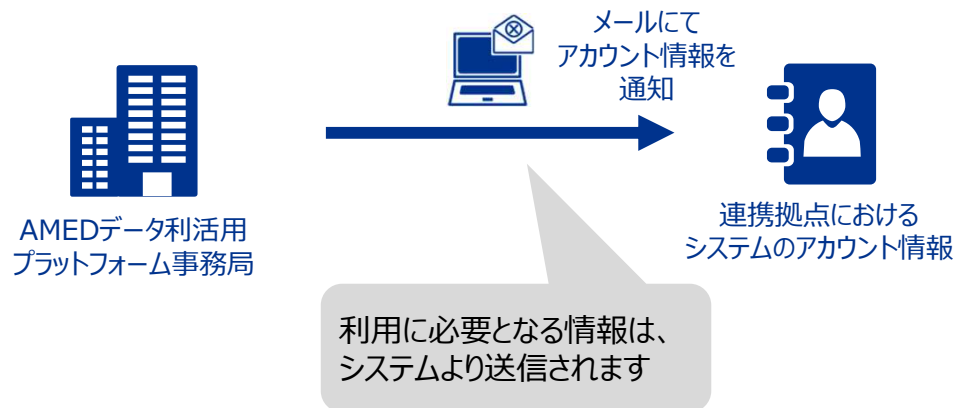 メールにて
アカウント情報を
通知
AMEDデータ利活用
プラットフォーム事務局
連携拠点における
システムのアカウント情報
利用に必要となる情報は、
システムより送信されます